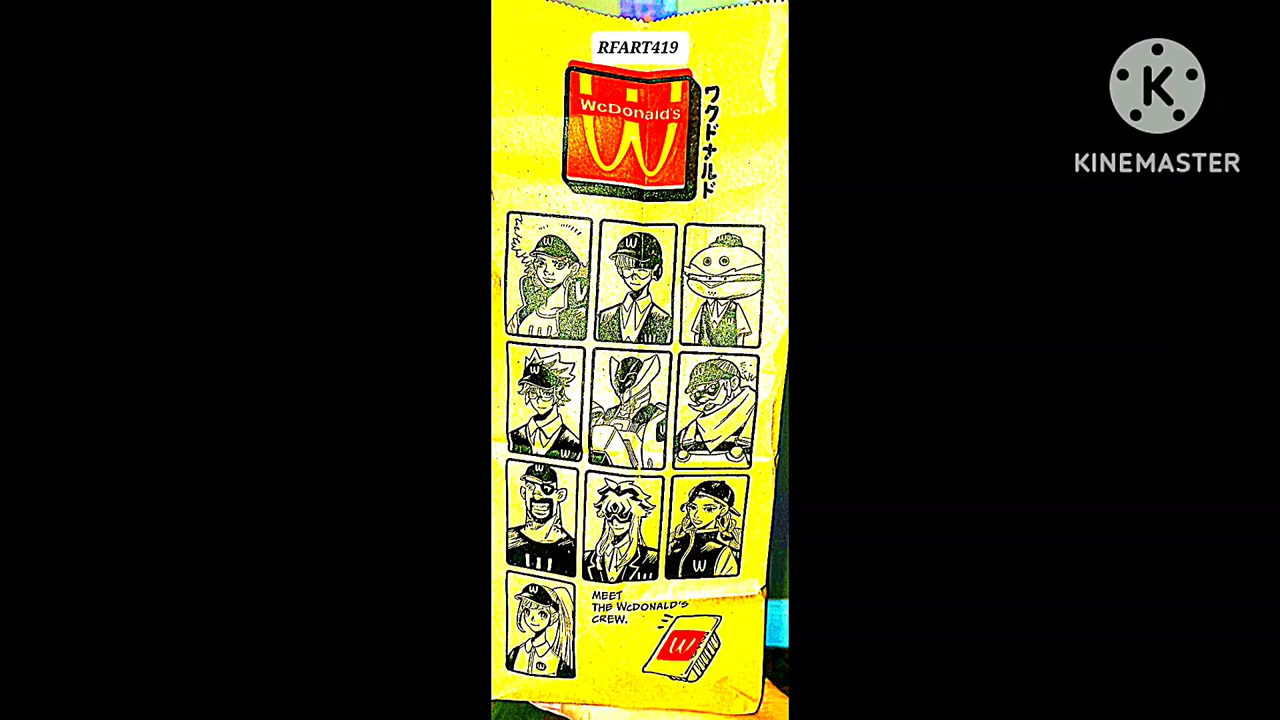 RFART419
WcDonald's
ワクドナルド
KINEMASTER
MEET
THE WCDONALD'S
CREW.